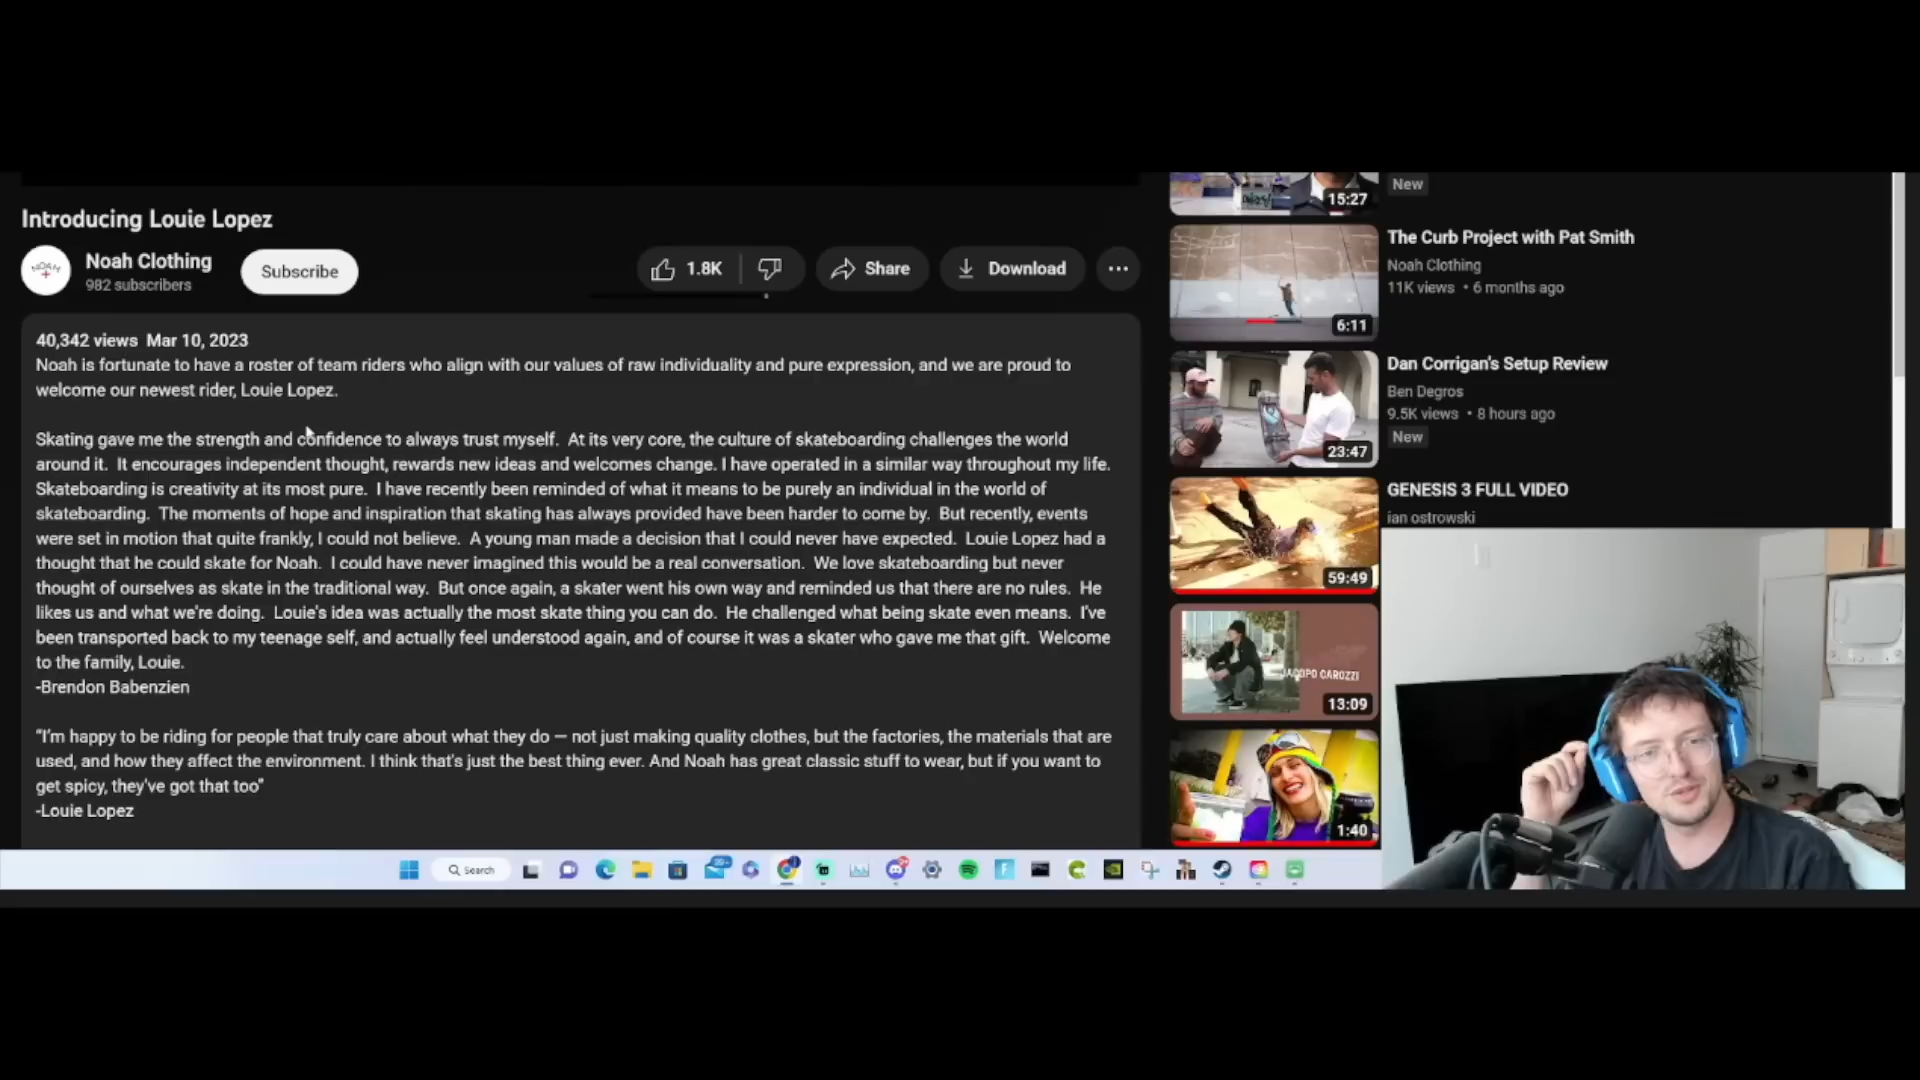 Introducing Louie Lopez
NOAH
Noah Clothing
982 subscribers
Subscribe
1.8K
Share
Download
40,342 views Mar 10, 2023
Noah is fortunate to have a roster of team riders who align with our values of raw individuality and pure expression, and we are proud to
welcome our newest rider, Louie Lopez.
Skating gave me the strength and confidence to always trust myself.  At its very core, the culture of skateboarding challenges the world
around it.  It encourages independent thought, rewards new ideas and welcomes change. I have operated in a similar way throughout my life.
Skateboarding is creativity at its most pure.  I have recently been reminded of what it means to be purely an individual in the world of
skateboarding.  The moments of hope and inspiration that skating has always provided have been harder to come by.  But recently, events
were set in motion that quite frankly, I could not believe.  A young man made a decision that I could never have expected.  Louie Lopez had a
thought that he could skate for Noah.  I could have never imagined this would be a real conversation.  We love skateboarding but never
thought of ourselves as skate in the traditional way.  But once again, a skater went his own way and reminded us that there are no rules.  He
likes us and what we're doing.  Louie's idea was actually the most skate thing you can do.  He challenged what being skate even means.  I've
been transported back to my teenage self, and actually feel understood again, and of course it was a skater who gave me that gift.  Welcome
to the family, Louie.
-Brendon Babenzien
“I'm happy to be riding for people that truly care about what they do — not just making quality clothes, but the factories, the materials that are
used, and how they affect the environment. I think that's just the best thing ever. And Noah has great classic stuff to wear, but if you want to
get spicy, they've got that too”
-Louie Lopez
15:27
New
The Curb Project with Pat Smith
Noah Clothing
11K views • 6 months ago
6:11
Dan Corrigan's Setup Review
Ben Degros
9.5K views • 8 hours ago
New
23:47
GENESIS 3 FULL VIDEO
ian ostrowski
59:49
JACOPO CAROZZI
13:09
1:40
Search
99+